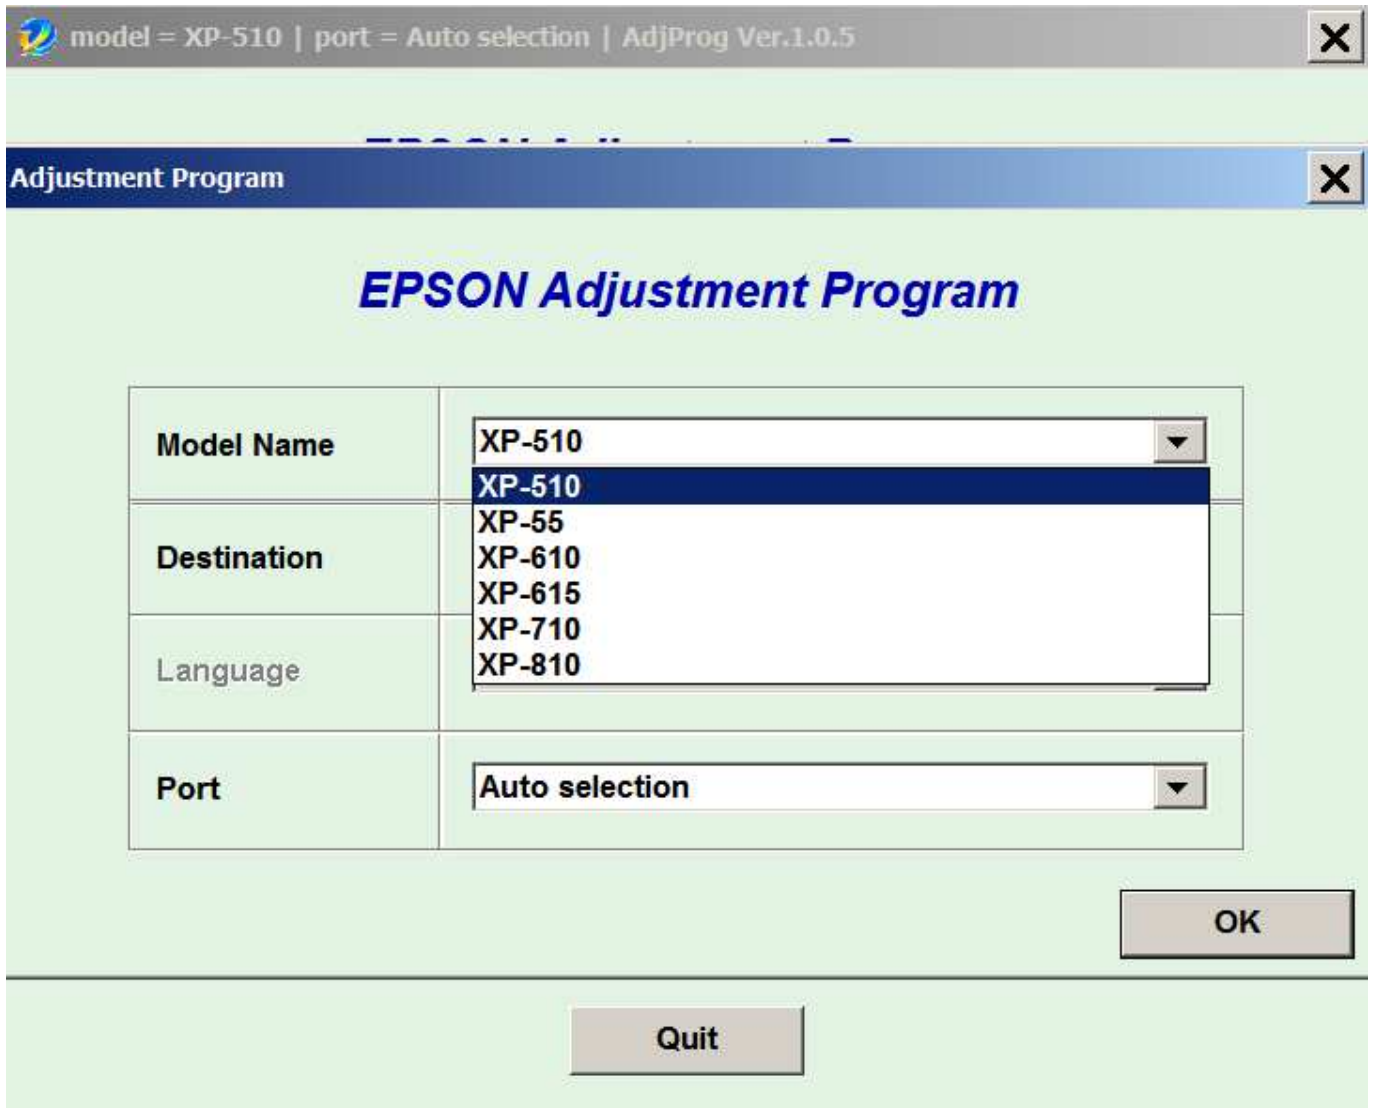 model = XP-510 | port = Auto selection | AdjProg Ver.1.0.5
Adjustment Program
EPSON Adjustment Program
Model Name
XP-510
XP-510
XP-55
XP-610
XP-615
XP-710
XP-810
Destination
Language
Port
Auto selection
OK
Quit